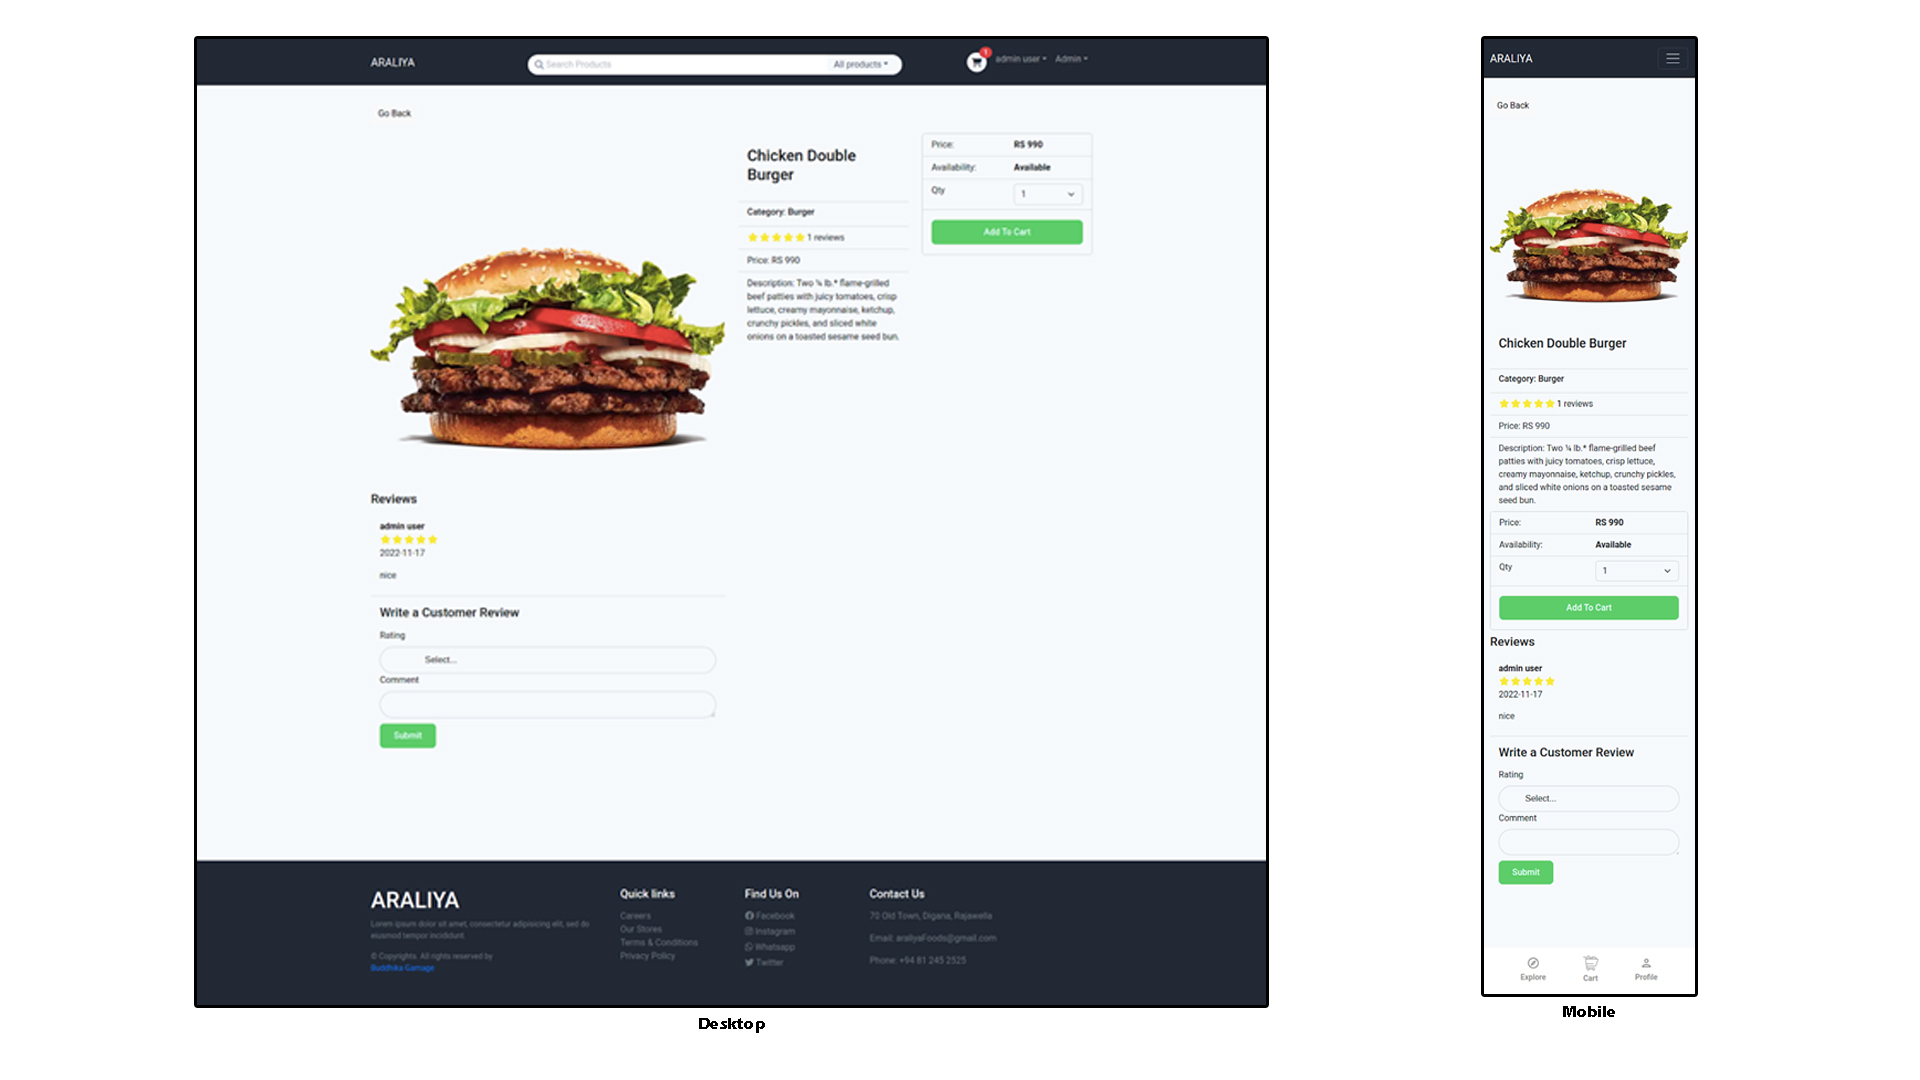 ARALIYA
Search Products
All products
1
admin user
Admin
Go Back
Chicken Double
Burger
Category: Burger
1 reviews
Price: RS 990
Description: Two ¼ lb.* flame-grilled
beef patties with juicy tomatoes, crisp
lettuce, creamy mayonnaise, ketchup,
crunchy pickles, and sliced white
onions on a toasted sesame seed bun.
Price: RS 990
Availability: Available
Qty 1
Add To Cart
Reviews
admin user
2022-11-17
nice
Write a Customer Review
Rating
Select...
Comment
Submit
ARALIYA
Lorem ipsum dolor sit amet, consectetur adipisicing elit, sed do
eiusmod tempor incididunt.
© Copyrights. All rights reserved by
Buddhika Gamage
Quick links
Careers
Our Stores
Terms & Conditions
Privacy Policy
Find Us On
Facebook
Instagram
Whatsapp
Twitter
Contact Us
70 Old Town, Digana, Rajawella
Email: araliyaFoods@gmail.com
Phone: +94 81 245 2525
Desktop
ARALIYA
Go Back
Chicken Double Burger
Category: Burger
1 reviews
Price: RS 990
Description: Two ¼ lb.* flame-grilled beef
patties with juicy tomatoes, crisp lettuce,
creamy mayonnaise, ketchup, crunchy pickles,
and sliced white onions on a toasted sesame
seed bun.
Price: RS 990
Availability: Available
Qty 1
Add To Cart
Reviews
admin user
2022-11-17
nice
Write a Customer Review
Rating
Select...
Comment
Submit
Explore
Cart
Profile
Mobile